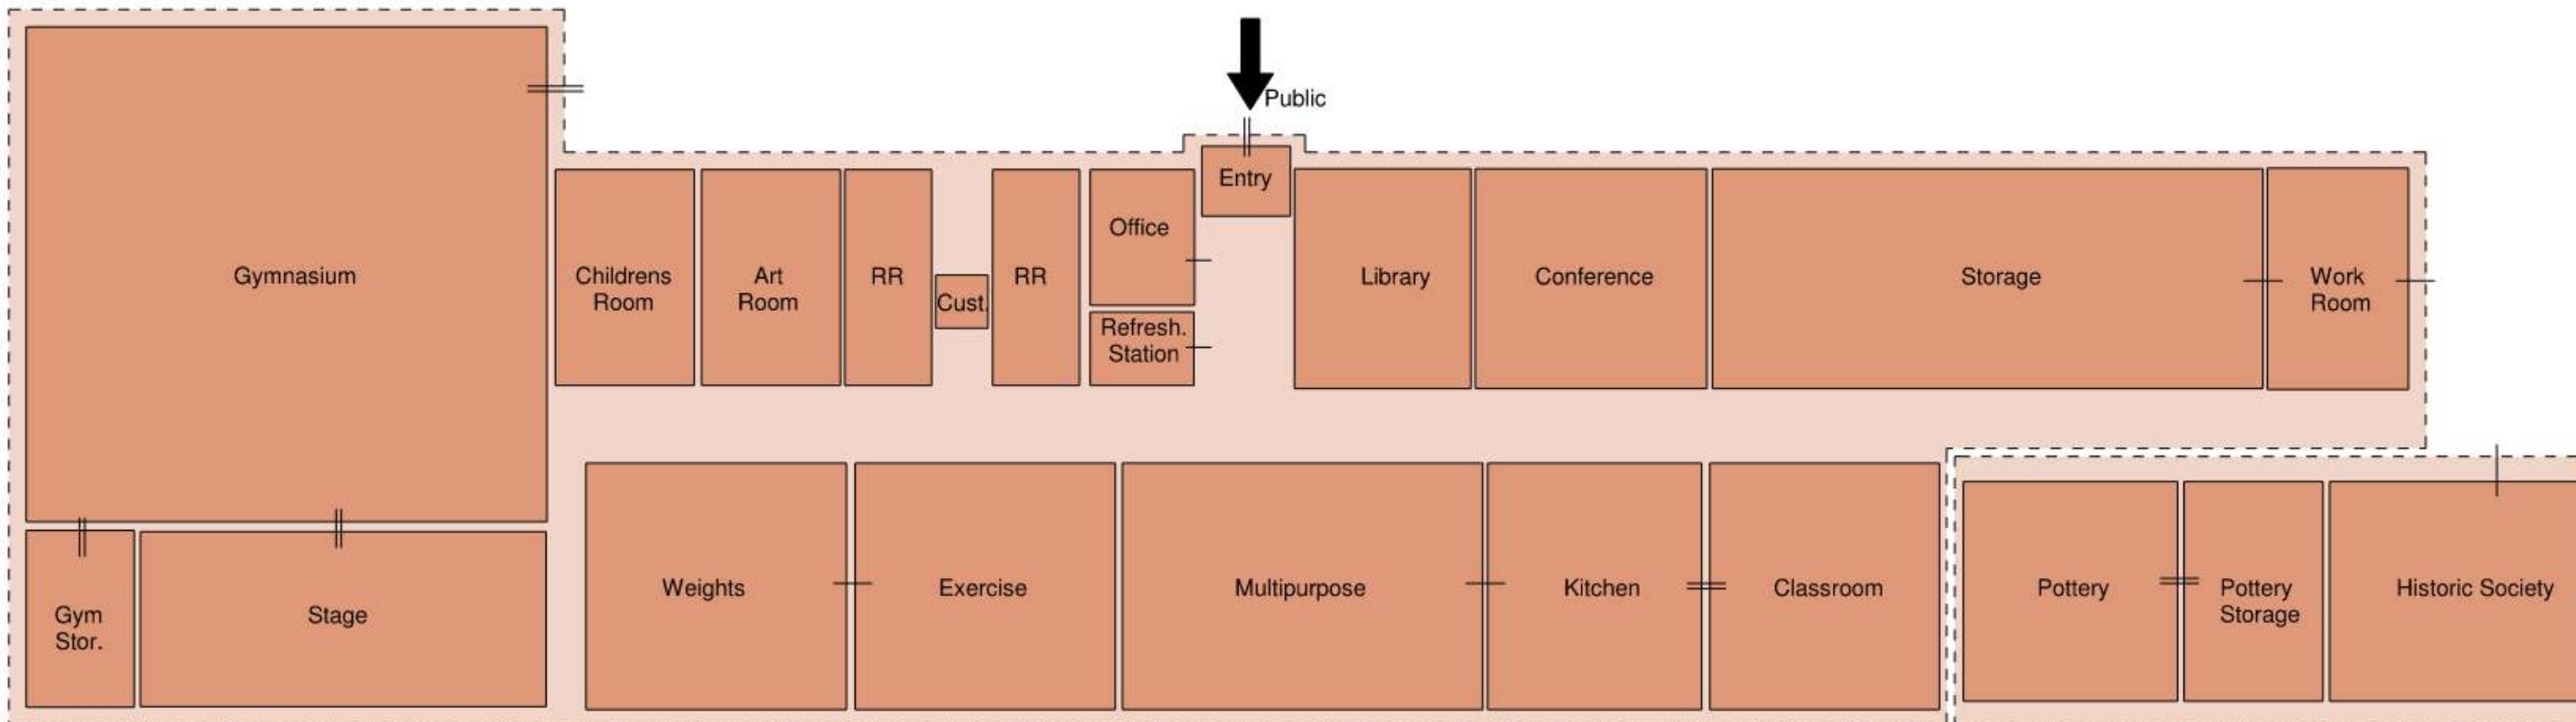 Public
Entry
Gymnasium
Childrens
Room
Art
Room
RR
Cust.
RR
Office
Refresh.
Station
Library
Conference
Storage
Work
Room
Gym
Stor.
Stage
Weights
Exercise
Multipurpose
Kitchen
Classroom
Pottery
Pottery
Storage
Historic Society